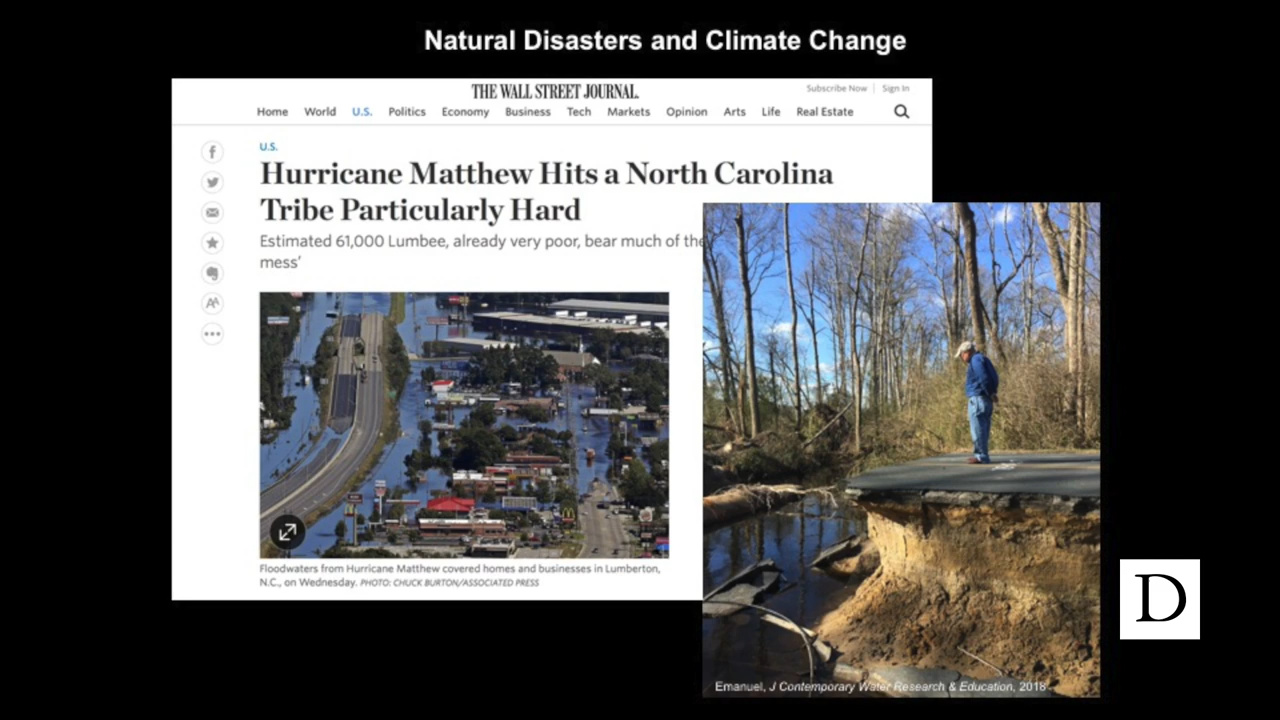 Natural Disasters and Climate Change
THE WALL STREET JOURNAL.
Subscribe Now | Sign In
Home World U.S. Politics Economy Business Tech Markets Opinion Arts Life Real Estate
U.S.
Hurricane Matthew Hits a North Carolina
Tribe Particularly Hard
Estimated 61,000 Lumbee, already very poor, bear much of the
mess’
Floodwaters from Hurricane Matthew covered homes and businesses in Lumberton,
N.C., on Wednesday. PHOTO: CHUCK BURTON/ASSOCIATED PRESS
Emanuel, J Contemporary Water Research & Education, 2018
D